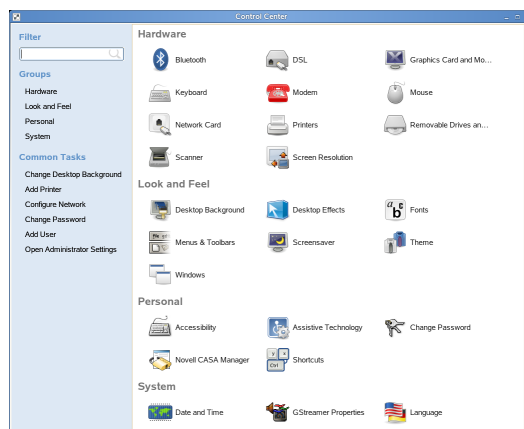 Control Center
Filter
Groups
Hardware
Look and Feel
Personal
System
Common Tasks
Change Desktop Background
Add Printer
Configure Network
Change Password
Add User
Open Administrator Settings
Hardware
Bluetooth
DSL
Graphics Card and Mo...
Keyboard
Modem
Mouse
Network Card
Printers
Removable Drives an...
Scanner
Screen Resolution
Look and Feel
Desktop Background
Desktop Effects
Fonts
Menus & Toolbars
Screensaver
Theme
Windows
Personal
Accessibility
Assistive Technology
Change Password
Novell CASA Manager
Shortcuts
System
Date and Time
GStreamer Properties
Language